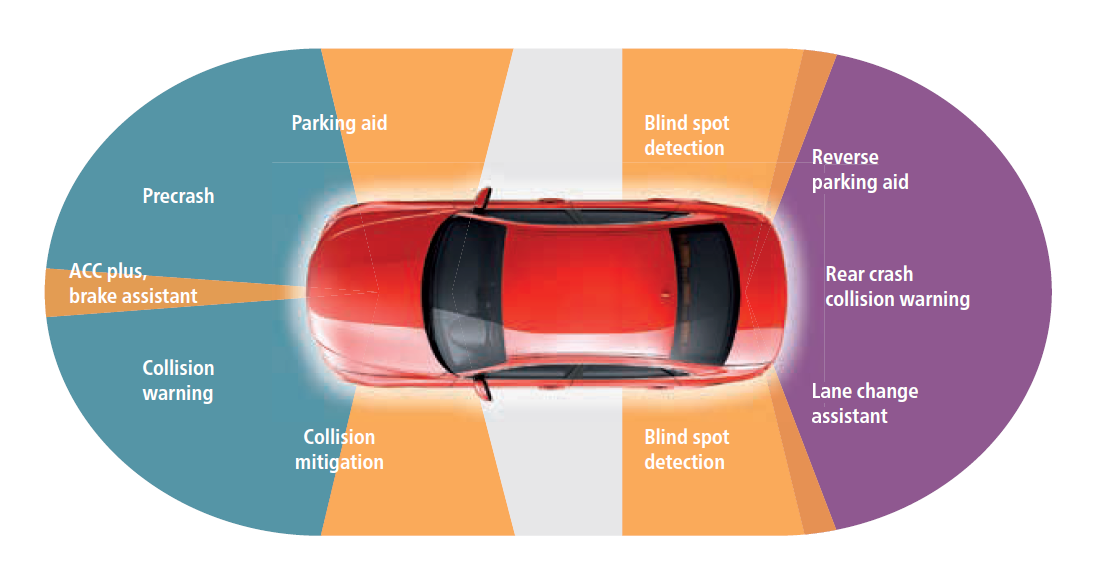 Parking aid
Blind spot
detection
Reverse
parking aid
Precrash
ACC plus,
brake assistant
Rear crash
collision warning
Collision
warning
Lane change
assistant
Collision
mitigation
Blind spot
detection